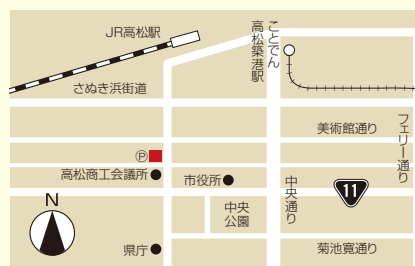 JR高松駅
ことでん
高松築港駅
さぬき浜街道
美術館通り
フェリー通り
P
高松商工会議所
市役所
中央通り
11
N
中央
公園
県庁
菊池寛通り